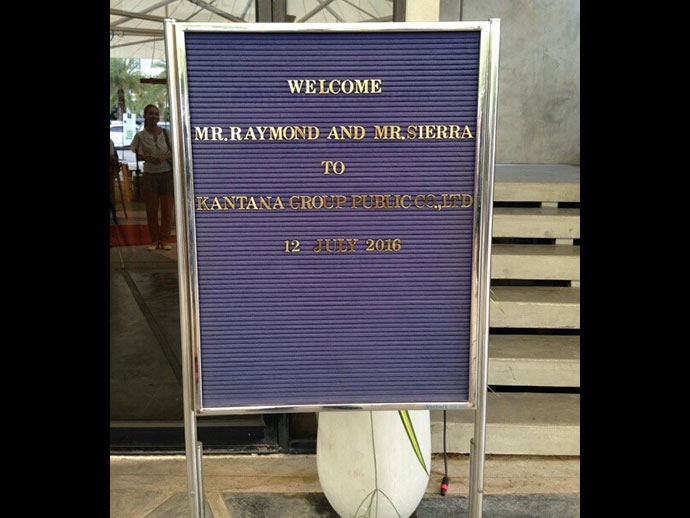 WELCOME
MR.RAYMOND AND MR.SIERRA
TO
KANTANA GROUP PUBLIC CO.,LTD
12 JULY 2016